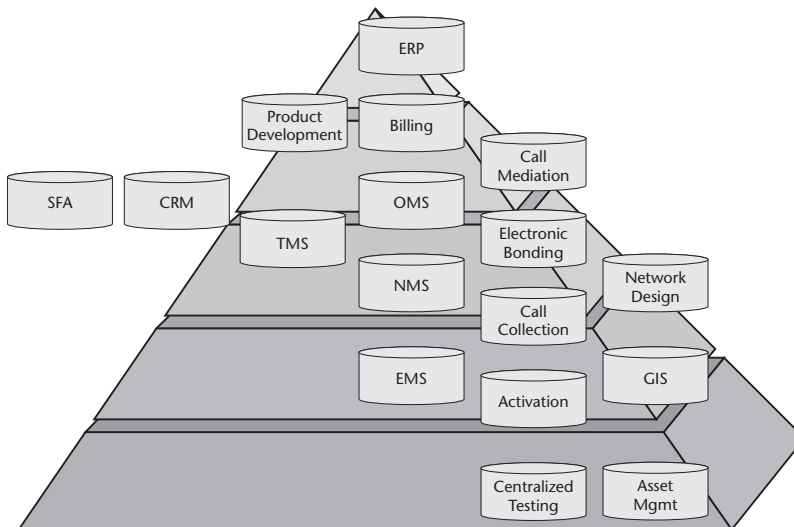 ERP
Product
Development
Billing
Call
Mediation
SFA
CRM
OMS
TMS
Electronic
Bonding
NMS
Network
Design
Call
Collection
EMS
GIS
Activation
Centralized
Testing
Asset
Mgmt